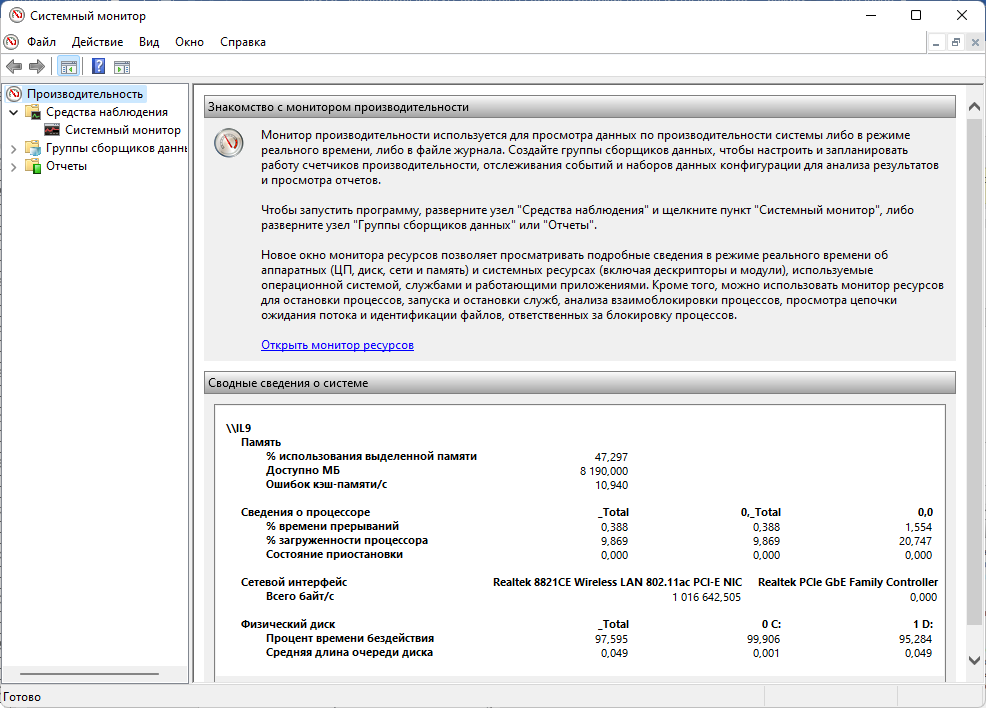 Системный монитор
Файл Действие Вид Окно Справка
Производительность
Средства наблюдения
Системный монитор
Группы сборщиков данн
Отчеты
Знакомство с монитором производительности
Монитор производительности используется для просмотра данных по производительности системы либо в режиме
реального времени, либо в файле журнала. Создайте группы сборщиков данных, чтобы настроить и запланировать
работу счетчиков производительности, отслеживания событий и наборов данных конфигурации для анализа результатов
и просмотра отчетов.
Чтобы запустить программу, разверните узел "Средства наблюдения" и щелкните пункт "Системный монитор", либо
разверните узел "Группы сборщиков данных" или "Отчеты".
Новое окно монитора ресурсов позволяет просматривать подробные сведения в режиме реального времени об
аппаратных (ЦП, диск, сети и память) и системных ресурсах (включая дескрипторы и модули), используемые
операционной системой, службами и работающими приложениями. Кроме того, можно использовать монитор ресурсов
для остановки процессов, запуска и остановки служб, анализа взаимоблокировки процессов, просмотра цепочки
ожидания потока и идентификации файлов, ответственных за блокировку процессов.
Открыть монитор ресурсов
Сводные сведения о системе
\\IL9
Память
% использования выделенной памяти 47,297
Доступно МБ 8 190,000
Ошибок кэш-памяти/с 10,940
Сведения о процессоре _Total 0,_Total 0,0
% времени прерываний 0,388 0,388 1,554
% загруженности процессора 9,869 9,869 20,747
Состояние приостановки 0,000 0,000 0,000
Сетевой интерфейс Realtek 8821CE Wireless LAN 802.11ac PCI-E NIC Realtek PCIe GbE Family Controller
Всего байт/с 1 016 642,505 0,000
Физический диск _Total 0 C: 1 D:
Процент времени бездействия 97,595 99,906 95,284
Средняя длина очереди диска 0,049 0,001 0,049
Готово